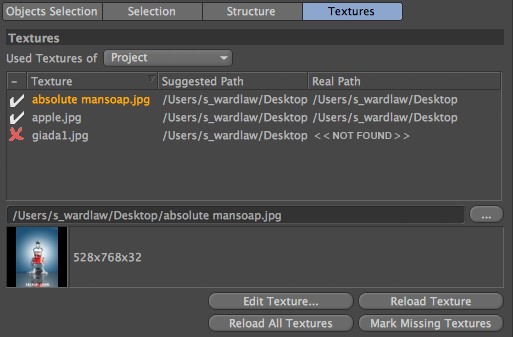 Objects Selection Selection Structure Textures
Textures
Used Textures of Project
– Texture Suggested Path Real Path
absolute mansoap.jpg /Users/s_wardlaw/Desktop /Users/s_wardlaw/Desktop
apple.jpg /Users/s_wardlaw/Desktop /Users/s_wardlaw/Desktop
giada1.jpg /Users/s_wardlaw/Desktop <<NOT FOUND>>
/Users/s_wardlaw/Desktop/absolute mansoap.jpg ...
528x768x32
Edit Texture... Reload Texture
Reload All Textures Mark Missing Textures